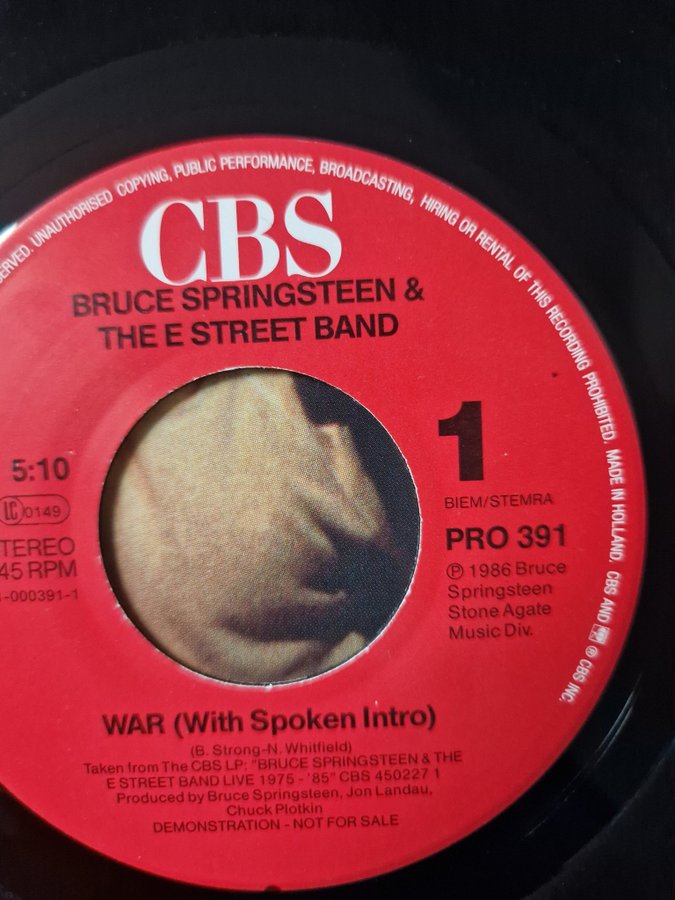 SERVED. UNAUTHORISED COPYING, PUBLIC PERFORMANCE, BROADCASTING, HIRING OR RENTAL OF THIS RECORDING PROHIBITED. MADE IN HOLLAND. CBS AND ® CBS INC.
CBS
BRUCE SPRINGSTEEN &
THE E STREET BAND
1
5:10
LC 0149
TEREO
45 RPM
-000391-1
BIEM/STEMRA
PRO 391
℗ 1986 Bruce
Springsteen
Stone Agate
Music Div.
WAR (With Spoken Intro)
(B. Strong-N. Whitfield)
Taken from The CBS LP: "BRUCE SPRINGSTEEN & THE
E STREET BAND LIVE 1975 - '85" CBS 450227 1
Produced by Bruce Springsteen, Jon Landau,
Chuck Plotkin
DEMONSTRATION - NOT FOR SALE